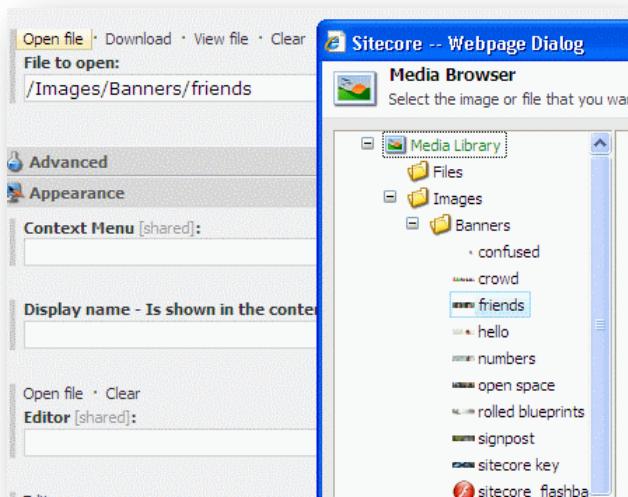 Open file · Download · View file · Clear
File to open:
/Images/Banners/friends
Advanced
Appearance
Context Menu [shared]:
Display name - Is shown in the conte
Open file · Clear
Editor [shared]:
Sitecore -- Webpage Dialog
Media Browser
Select the image or file that you wa
Media Library
Files
Images
Banners
confused
crowd
friends
hello
numbers
open space
rolled blueprints
signpost
sitecore key
sitecore_flashba